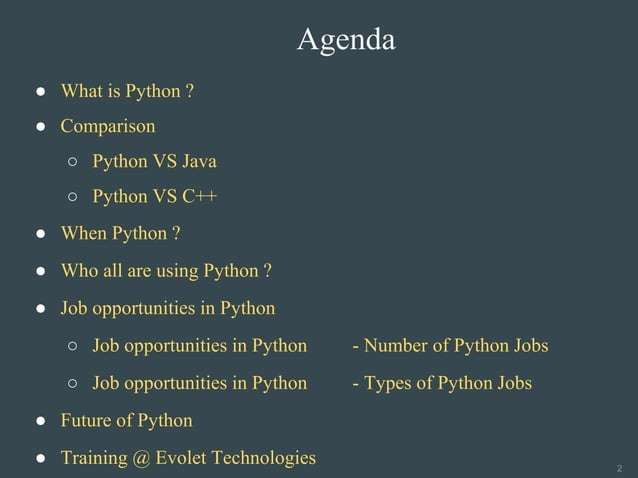 Agenda
● What is Python ?
● Comparison
○ Python VS Java
○ Python VS C++
● When Python ?
● Who all are using Python ?
● Job opportunities in Python
○ Job opportunities in Python - Number of Python Jobs
○ Job opportunities in Python - Types of Python Jobs
● Future of Python
● Training @ Evolet Technologies
2